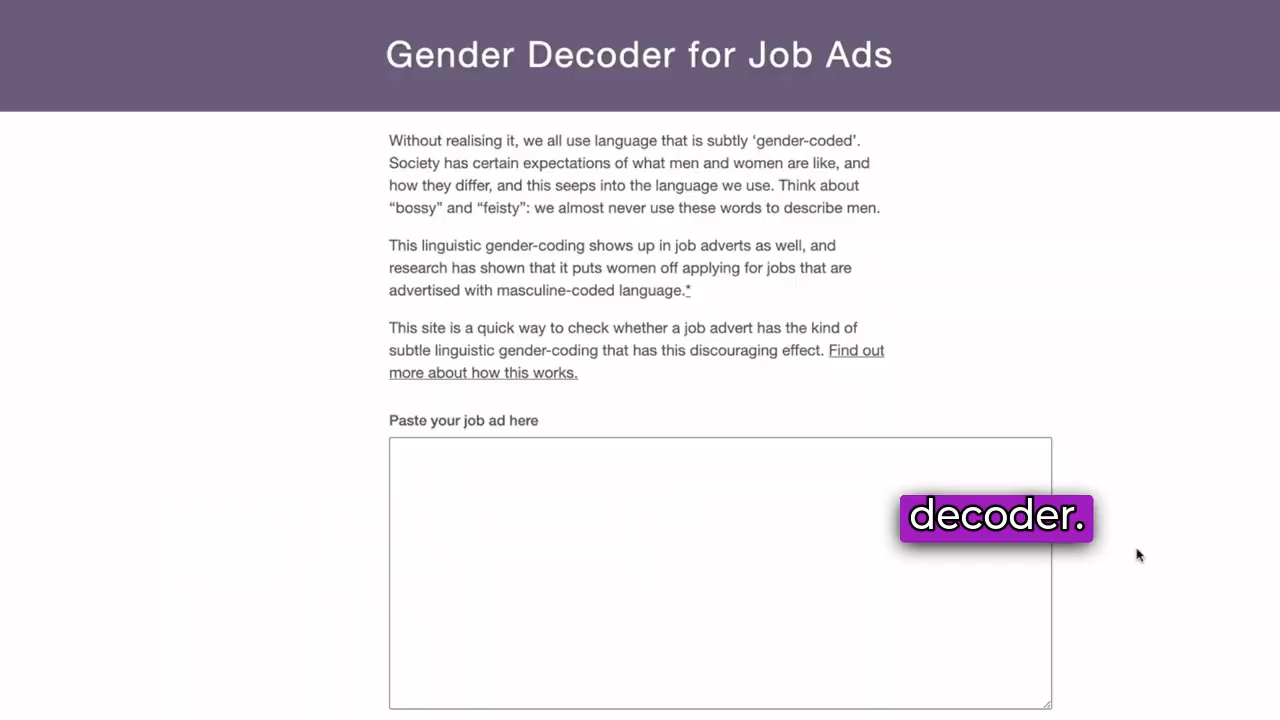 Gender Decoder for Job Ads
Without realising it, we all use language that is subtly ‘gender-coded’.
Society has certain expectations of what men and women are like, and
how they differ, and this seeps into the language we use. Think about
“bossy” and “feisty”: we almost never use these words to describe men.
This linguistic gender-coding shows up in job adverts as well, and
research has shown that it puts women off applying for jobs that are
advertised with masculine-coded language.*
This site is a quick way to check whether a job advert has the kind of
subtle linguistic gender-coding that has this discouraging effect. Find out
more about how this works.
Paste your job ad here
decoder.